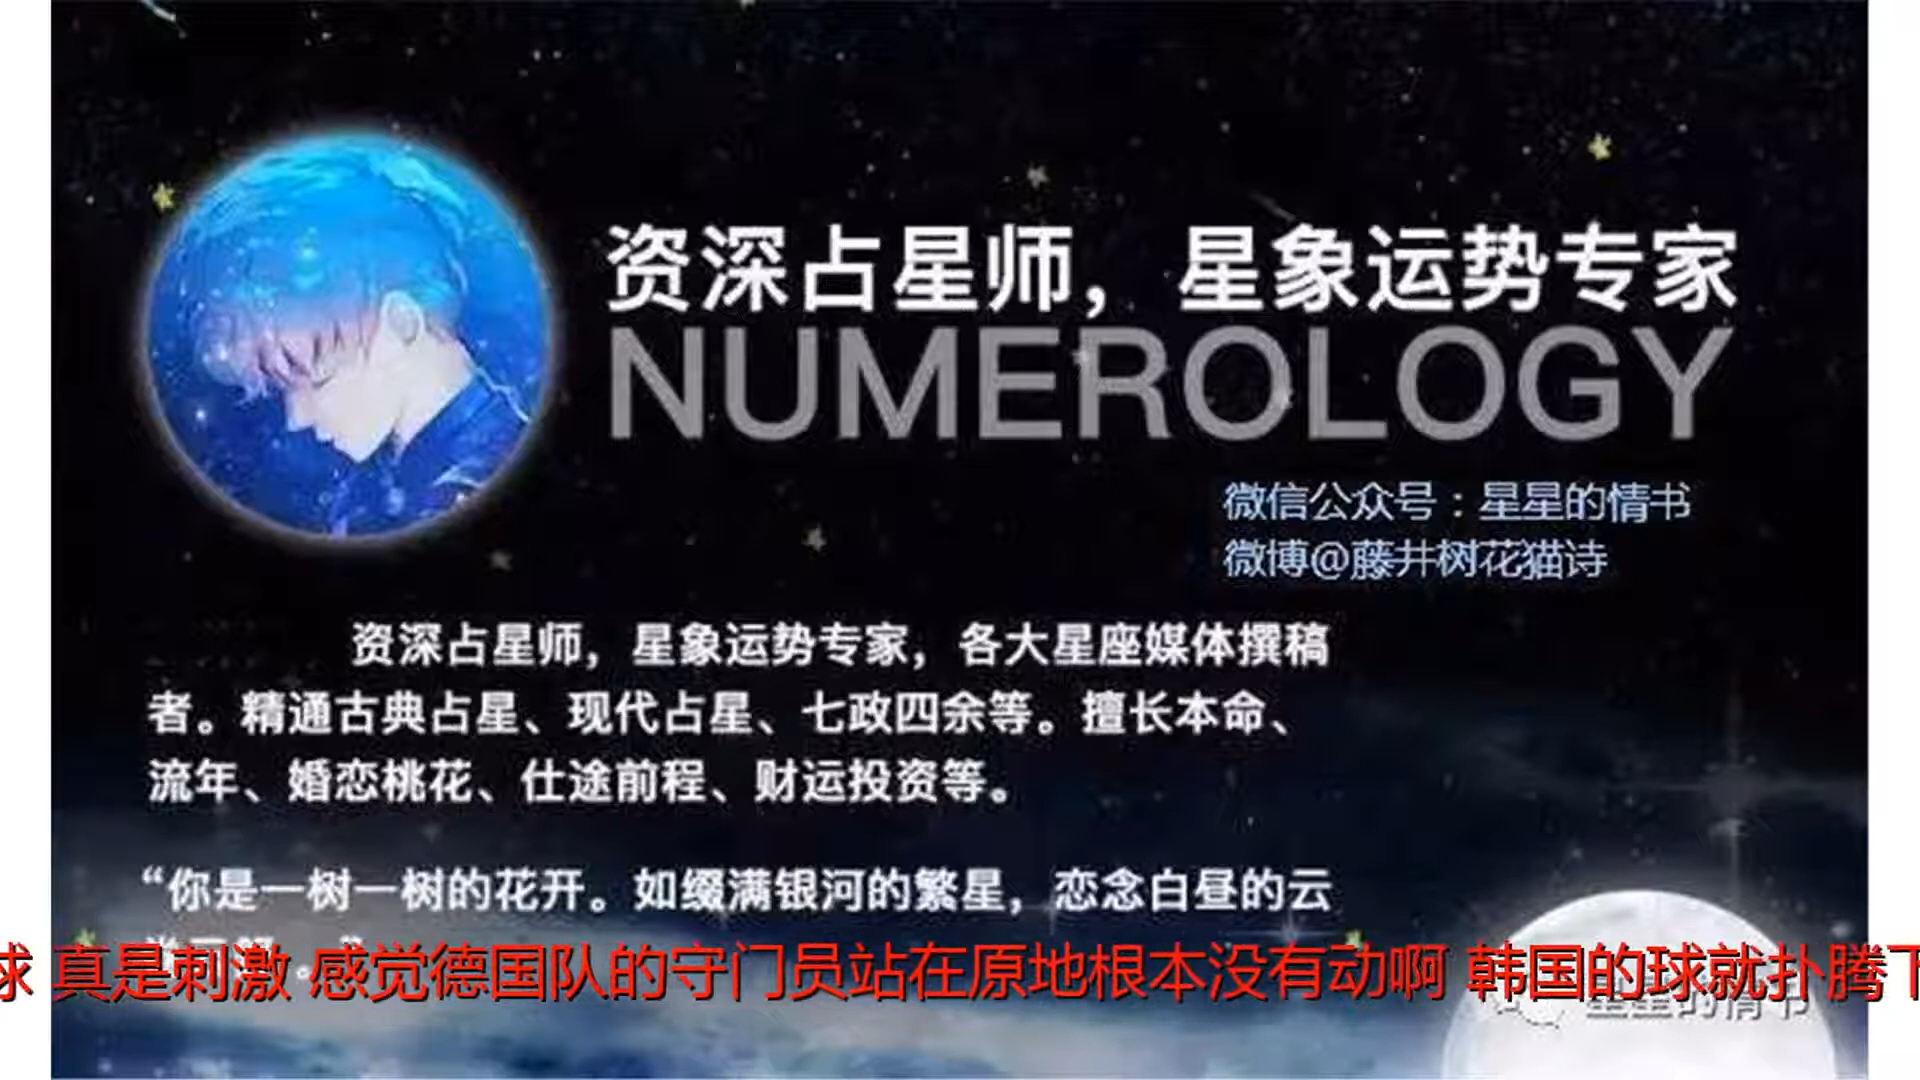 资深占星师，星象运势专家
NUMEROLOGY
微信公众号：星星的情书
微博@藤井树花猫诗
资深占星师，星象运势专家，各大星座媒体撰稿
者。精通古典占星、现代占星、七政四余等。擅长本命、
流年、婚恋桃花、仕途前程、财运投资等。
“你是一树一树的花开。如缀满银河的繁星，恋念白昼的云
球 真是刺激 感觉德国队的守门员站在原地根本没有动啊 韩国的球就扑腾下
星星的情书